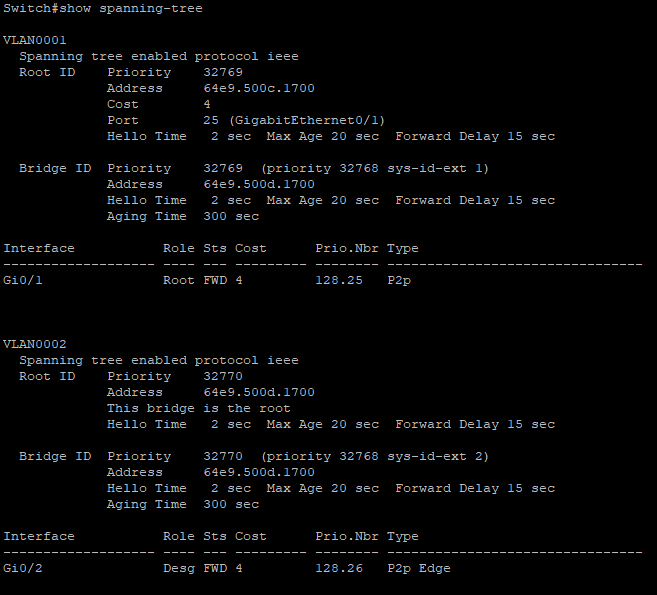 Switch#show spanning-tree
VLAN0001
  Spanning tree enabled protocol ieee
  Root ID    Priority    32769
             Address     64e9.500c.1700
             Cost        4
             Port        25 (GigabitEthernet0/1)
             Hello Time   2 sec  Max Age 20 sec  Forward Delay 15 sec
  Bridge ID  Priority    32769  (priority 32768 sys-id-ext 1)
             Address     64e9.500d.1700
             Hello Time   2 sec  Max Age 20 sec  Forward Delay 15 sec
             Aging Time  300 sec
Interface           Role Sts Cost      Prio.Nbr Type
------------------- ---- --- --------- -------- --------------------------------
Gi0/1               Root FWD 4         128.25   P2p
VLAN0002
  Spanning tree enabled protocol ieee
  Root ID    Priority    32770
             Address     64e9.500d.1700
             This bridge is the root
             Hello Time   2 sec  Max Age 20 sec  Forward Delay 15 sec
  Bridge ID  Priority    32770  (priority 32768 sys-id-ext 2)
             Address     64e9.500d.1700
             Hello Time   2 sec  Max Age 20 sec  Forward Delay 15 sec
             Aging Time  300 sec
Interface           Role Sts Cost      Prio.Nbr Type
------------------- ---- --- --------- -------- --------------------------------
Gi0/2               Desg FWD 4         128.26   P2p Edge